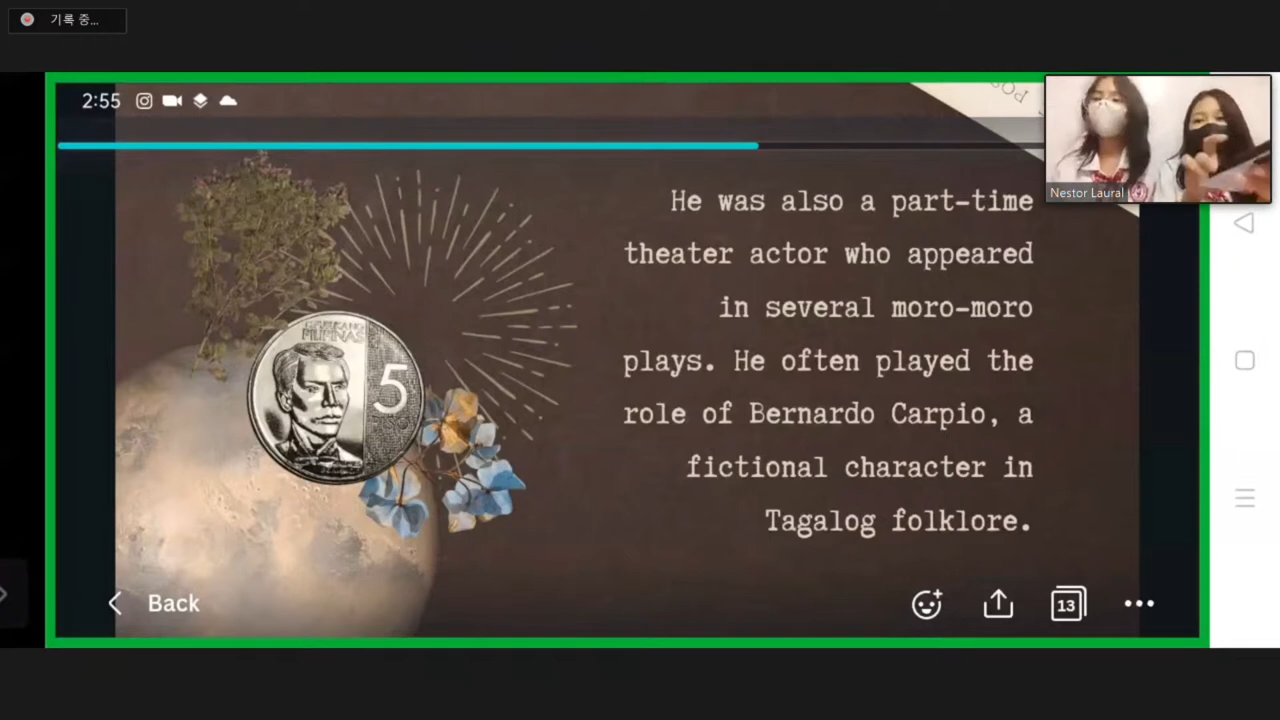 기록 중...
2:55
Nestor Laural
He was also a part-time
theater actor who appeared
in several moro-moro
plays. He often played the
role of Bernardo Carpio, a
fictional character in
Tagalog folklore.
PILIPINAS
5
PISO
Back
13